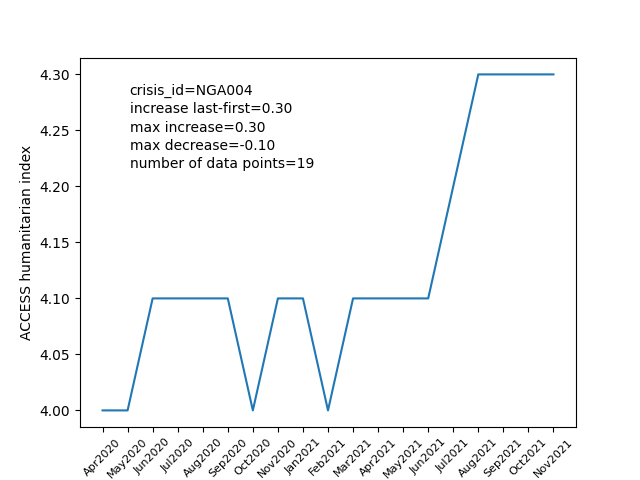 crisis_id=NGA004
increase last-first=0.30
max increase=0.30
max decrease=-0.10
number of data points=19
ACCESS humanitarian index
4.30
4.25
4.20
4.15
4.10
4.05
4.00
Apr2020
May2020
Jun2020
Jul2020
Aug2020
Sep2020
Oct2020
Nov2020
Jan2021
Feb2021
Mar2021
Apr2021
May2021
Jun2021
Jul2021
Aug2021
Sep2021
Oct2021
Nov2021